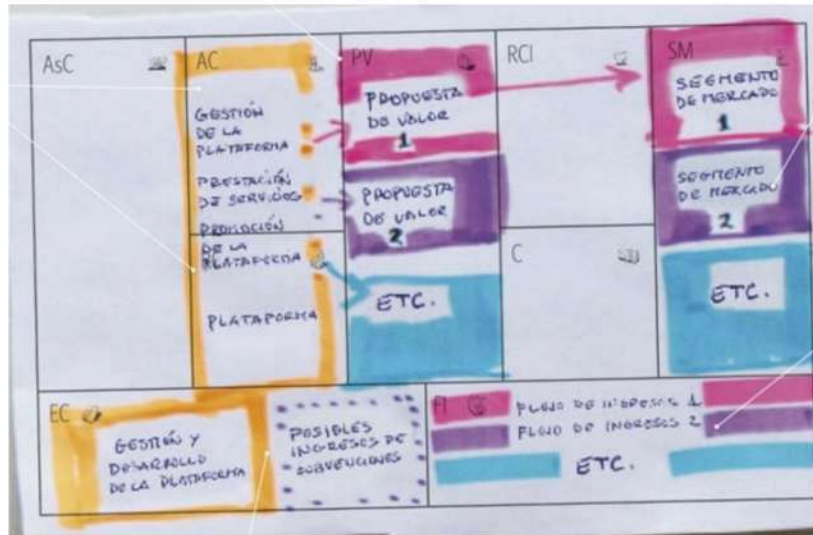 AsC
AC
GESTIÓN
DE LA
PLATAFORMA
PRESTACIÓN
DE SERVICIOS
PROMOCIÓN
DE LA
PLATAFORMA
PLATAFORMA
PV
PROPUESTA
DE VALOR
1
PROPUESTA
DE VALOR
2
ETC.
RCl
C
SM
SEGMENTO
DE MERCADO
1
SEGMENTO
DE MERCADO
2
ETC.
EC
GESTIÓN Y
DESARROLLO
DE LA PLATAFORMA
POSIBLES
INGRESOS DE
SUBVENCIONES
FI
FLUJO DE INGRESOS 1
FLUJO DE INGRESOS 2
ETC.